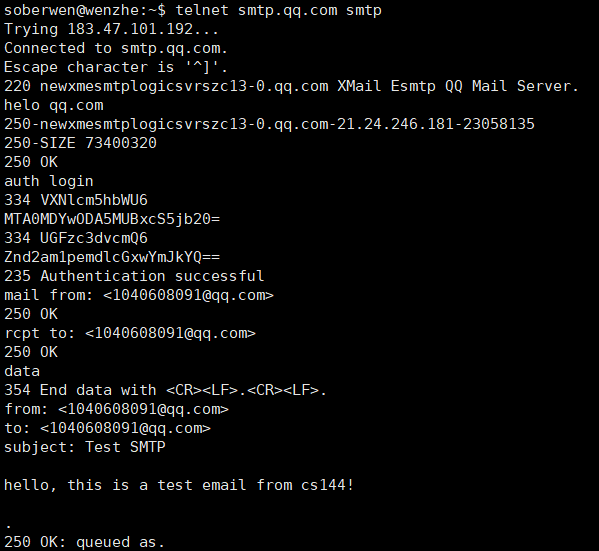 soberwen@wenzhe:~$ telnet smtp.qq.com smtp
Trying 183.47.101.192...
Connected to smtp.qq.com.
Escape character is '^]'.
220 newxmesmtplogicsvrszc13-0.qq.com XMail Esmtp QQ Mail Server.
helo qq.com
250-newxmesmtplogicsvrszc13-0.qq.com-21.24.246.181-23058135
250-SIZE 73400320
250 OK
auth login
334 VXNlcm5hbWU6
MTA0MDYwODA5MUBxcS5jb20=
334 UGFzc3dvcmQ6
Znd2am1pemdlcGxwYmJkYQ==
235 Authentication successful
mail from: <1040608091@qq.com>
250 OK
rcpt to: <1040608091@qq.com>
250 OK
data
354 End data with <CR><LF>.<CR><LF>.
from: <1040608091@qq.com>
to: <1040608091@qq.com>
subject: Test SMTP

hello, this is a test email from cs144!

.
250 OK: queued as.